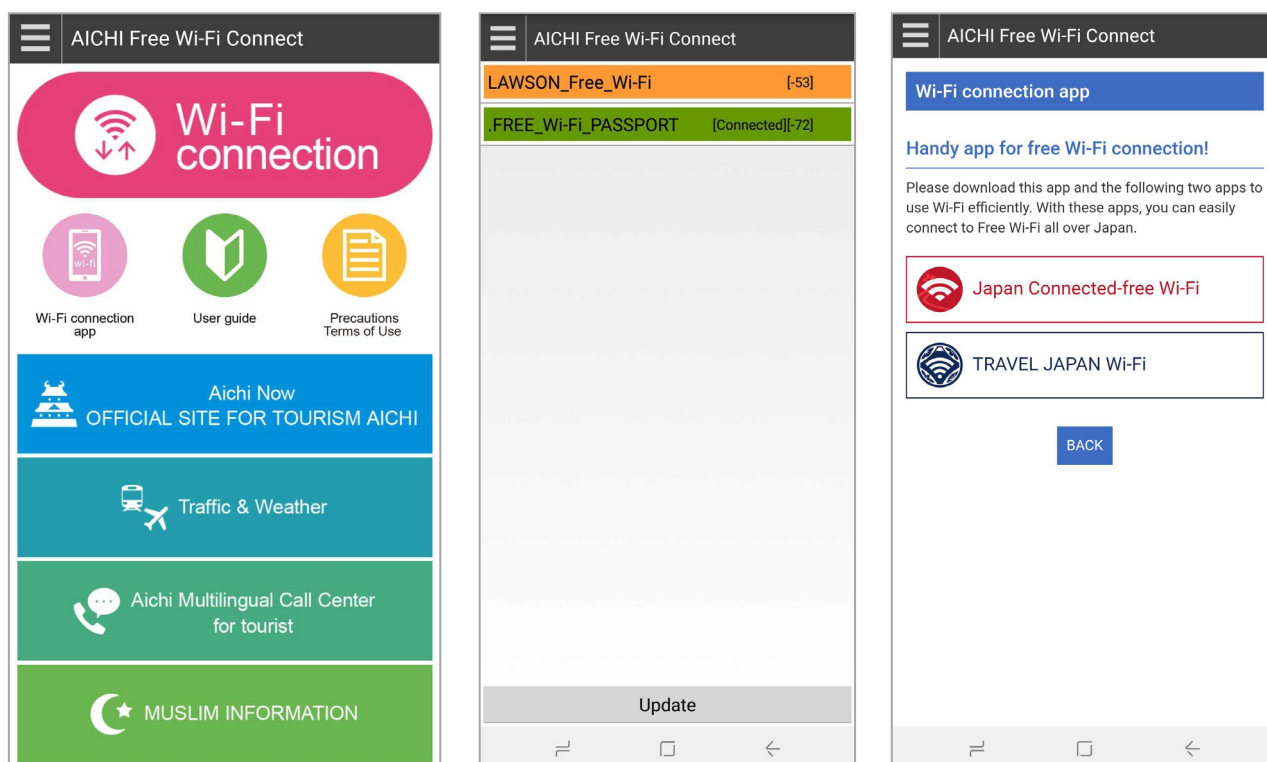 AICHI Free Wi-Fi Connect
Wi-Fi
connection
wi-fi
Wi-Fi connection
app
User guide
Precautions
Terms of Use
Aichi Now
OFFICIAL SITE FOR TOURISM AICHI
Traffic & Weather
Aichi Multilingual Call Center
for tourist
MUSLIM INFORMATION
AICHI Free Wi-Fi Connect
LAWSON_Free_Wi-Fi [-53]
.FREE_Wi-Fi_PASSPORT [Connected][-72]
Update
AICHI Free Wi-Fi Connect
Wi-Fi connection app
Handy app for free Wi-Fi connection!
Please download this app and the following two apps to
use Wi-Fi efficiently. With these apps, you can easily
connect to Free Wi-Fi all over Japan.
Japan Connected-free Wi-Fi
TRAVEL JAPAN Wi-Fi
BACK